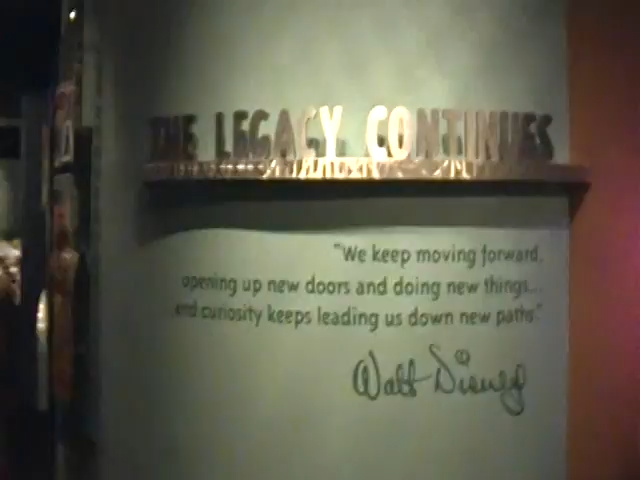 THE LEGACY CONTINUES
"We keep moving forward,
opening up new doors and doing new things...
and curiosity keeps leading us down new paths."
Walt Disney